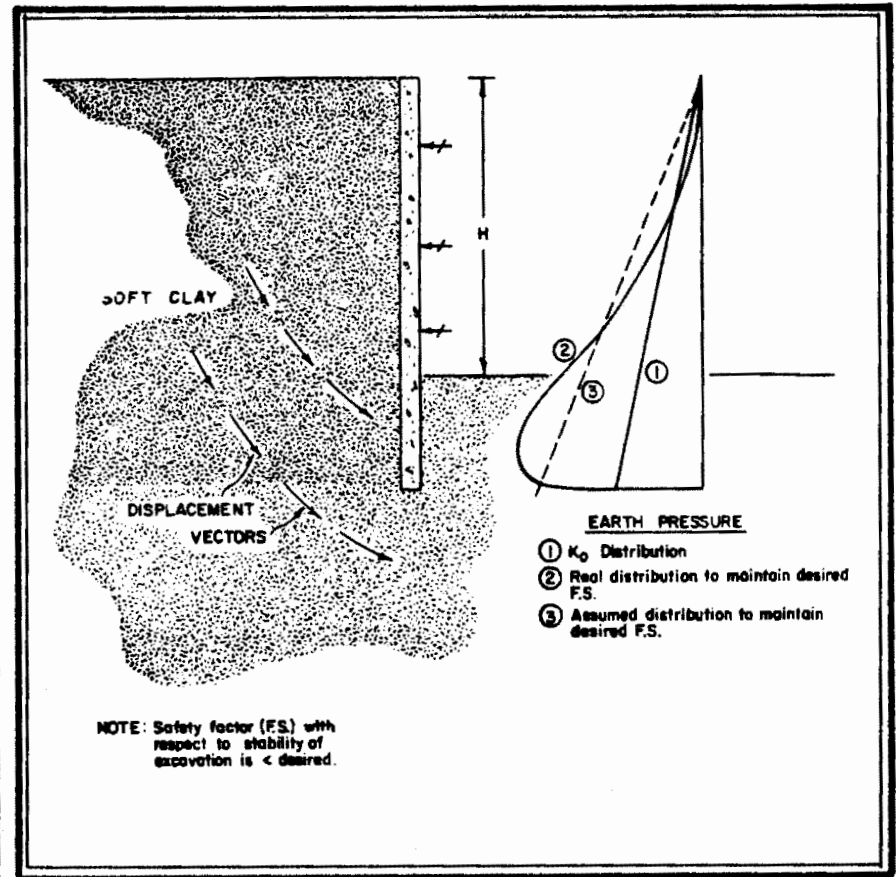 H
SOFT CLAY
②
③
①
DISPLACEMENT
VECTORS
EARTH PRESSURE
① K₀ Distribution
② Real distribution to maintain desired
F.S.
③ Assumed distribution to maintain
desired F.S.
NOTE: Safety factor (F.S.) with
respect to stability of
excavation is < desired.